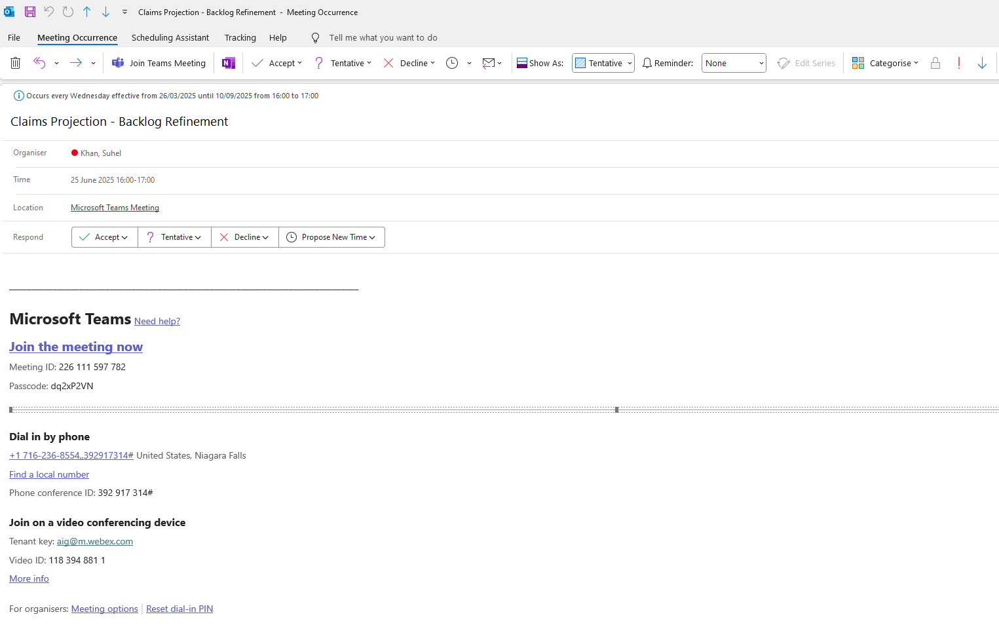 Claims Projection - Backlog Refinement - Meeting Occurrence
File Meeting Occurrence Scheduling Assistant Tracking Help Tell me what you want to do
Join Teams Meeting Accept Tentative Decline Show As: Tentative Reminder: None Edit Series Categorise
Occurs every Wednesday effective from 26/03/2025 until 10/09/2025 from 16:00 to 17:00
Claims Projection - Backlog Refinement
Organiser Khan, Suhel
Time 25 June 2025 16:00-17:00
Location Microsoft Teams Meeting
Respond Accept Tentative Decline Propose New Time
Microsoft Teams Need help?
Join the meeting now
Meeting ID: 226 111 597 782
Passcode: dq2xP2VN
Dial in by phone
+1 716-236-8554,,392917314# United States, Niagara Falls
Find a local number
Phone conference ID: 392 917 314#
Join on a video conferencing device
Tenant key: aig@m.webex.com
Video ID: 118 394 881 1
More info
For organisers: Meeting options | Reset dial-in PIN